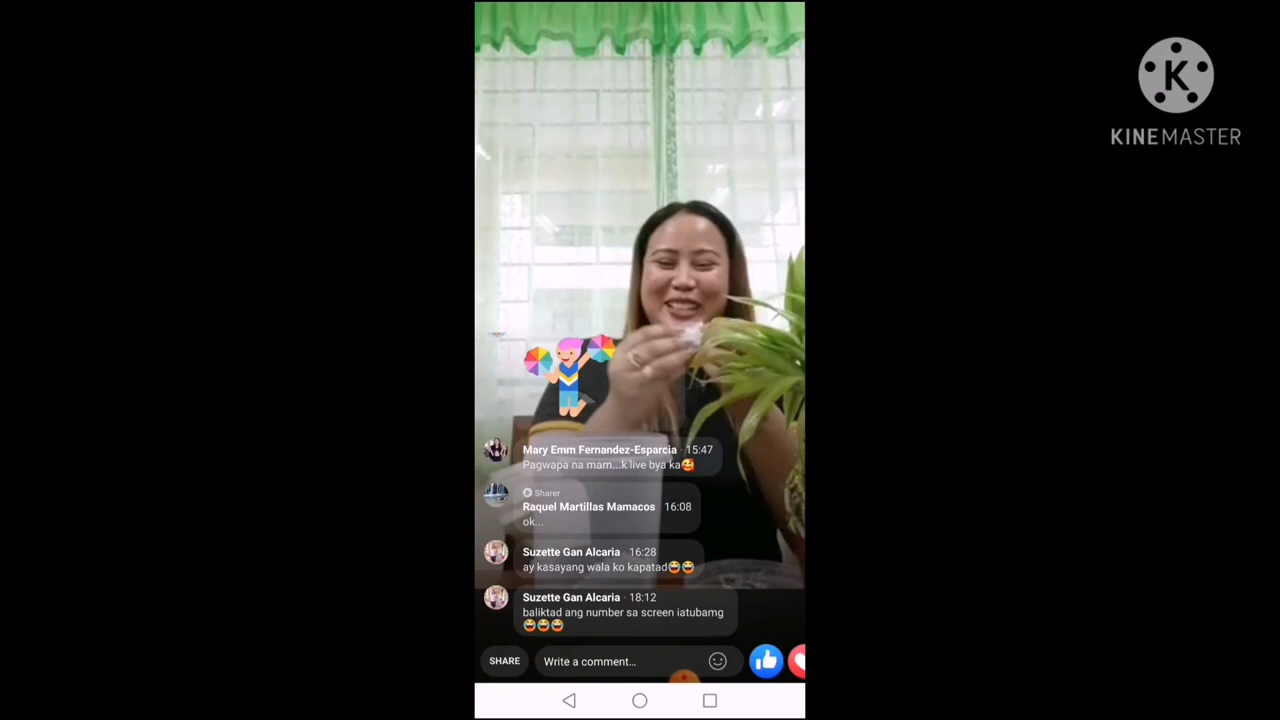 K
KINEMASTER
Mary Emm Fernandez-Esparcia · 15:47
Pagwapa na mam...k live bya ka🥰
Sharer
Raquel Martillas Mamacos 16:08
ok...
Suzette Gan Alcaria · 16:28
ay kasayang wala ko kapatad😂😂
Suzette Gan Alcaria · 18:12
baliktad ang number sa screen iatubamg
😂😂😂
SHARE
Write a comment...